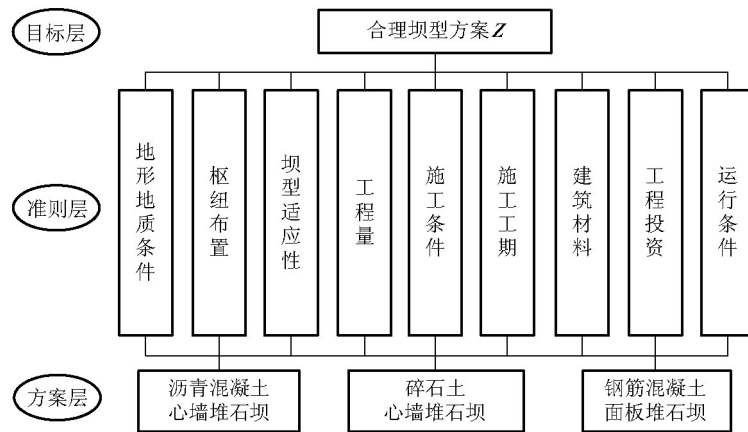 目标层
合理坝型方案Z
准则层
地形地质条件
枢纽布置
坝型适应性
工程量
施工条件
施工工期
建筑材料
工程投资
运行条件
方案层
沥青混凝土
心墙堆石坝
碎石土
心墙堆石坝
钢筋混凝土
面板堆石坝